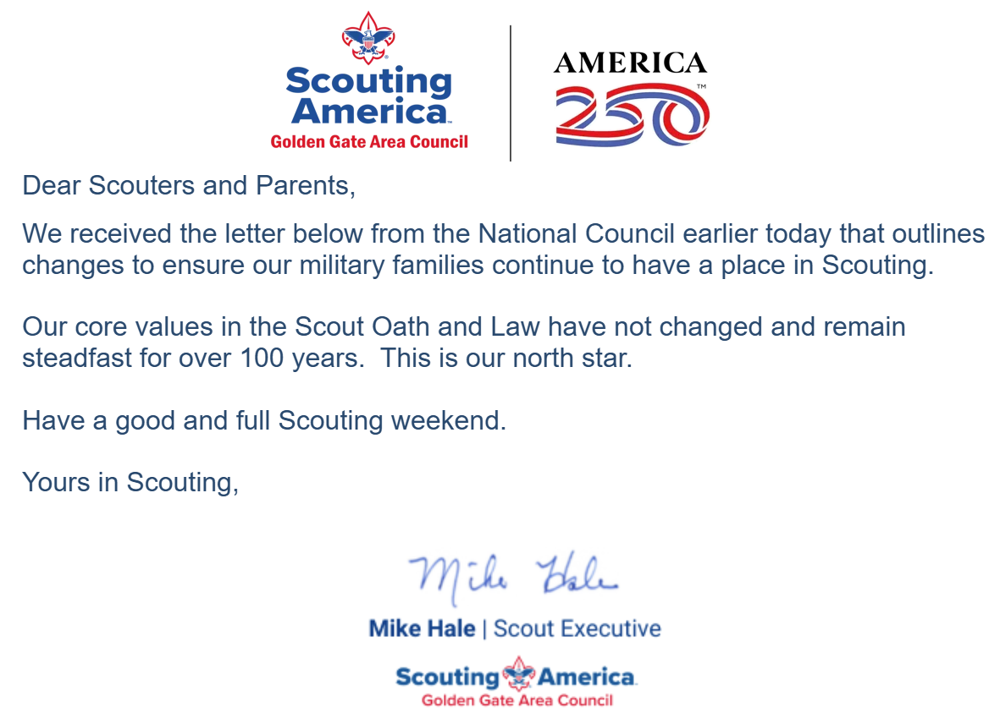 Scouting
America™
Golden Gate Area Council
AMERICA
250™
Dear Scouters and Parents,
We received the letter below from the National Council earlier today that outlines
changes to ensure our military families continue to have a place in Scouting.
Our core values in the Scout Oath and Law have not changed and remain
steadfast for over 100 years.  This is our north star.
Have a good and full Scouting weekend.
Yours in Scouting,
Mike Hale
Mike Hale | Scout Executive
Scouting America
Golden Gate Area Council